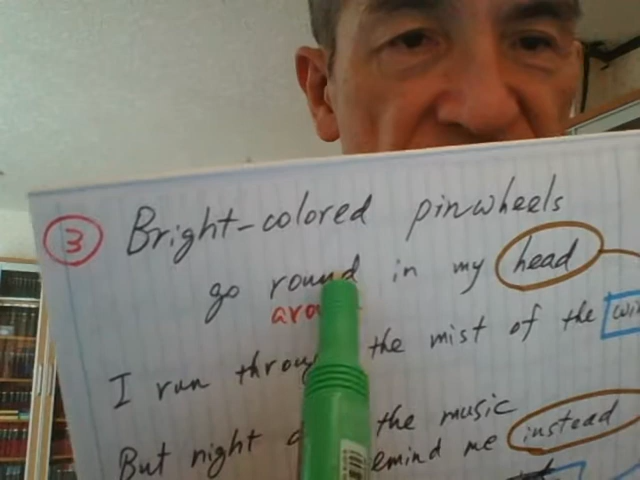 3 Bright-colored pinwheels
go round in my head
I run the mist of the
But night the music
me instead